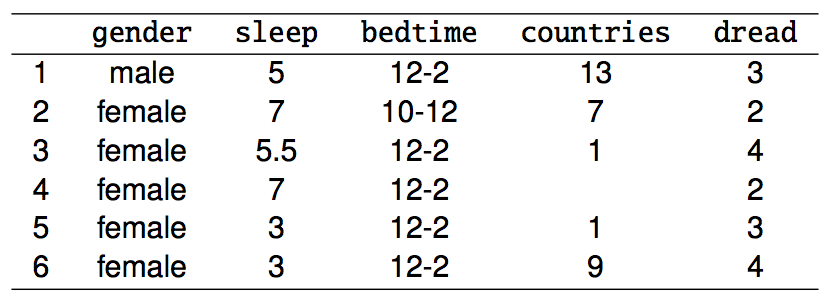 gender sleep bedtime countries dread
1 male 5 12-2 13 3
2 female 7 10-12 7 2
3 female 5.5 12-2 1 4
4 female 7 12-2 2
5 female 3 12-2 1 3
6 female 3 12-2 9 4